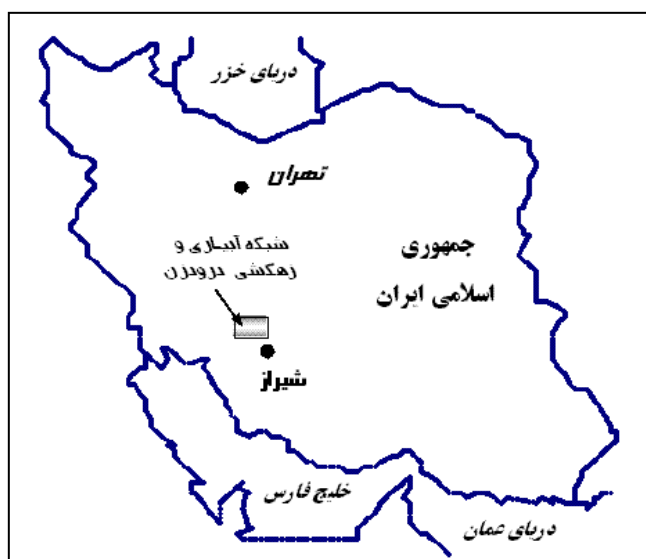 دریای خزر
تهران
شبکه آبیاری و
زهکشی درودزن
جمهوری
اسلامی ایران
شیراز
خلیج فارس
دریای عمان